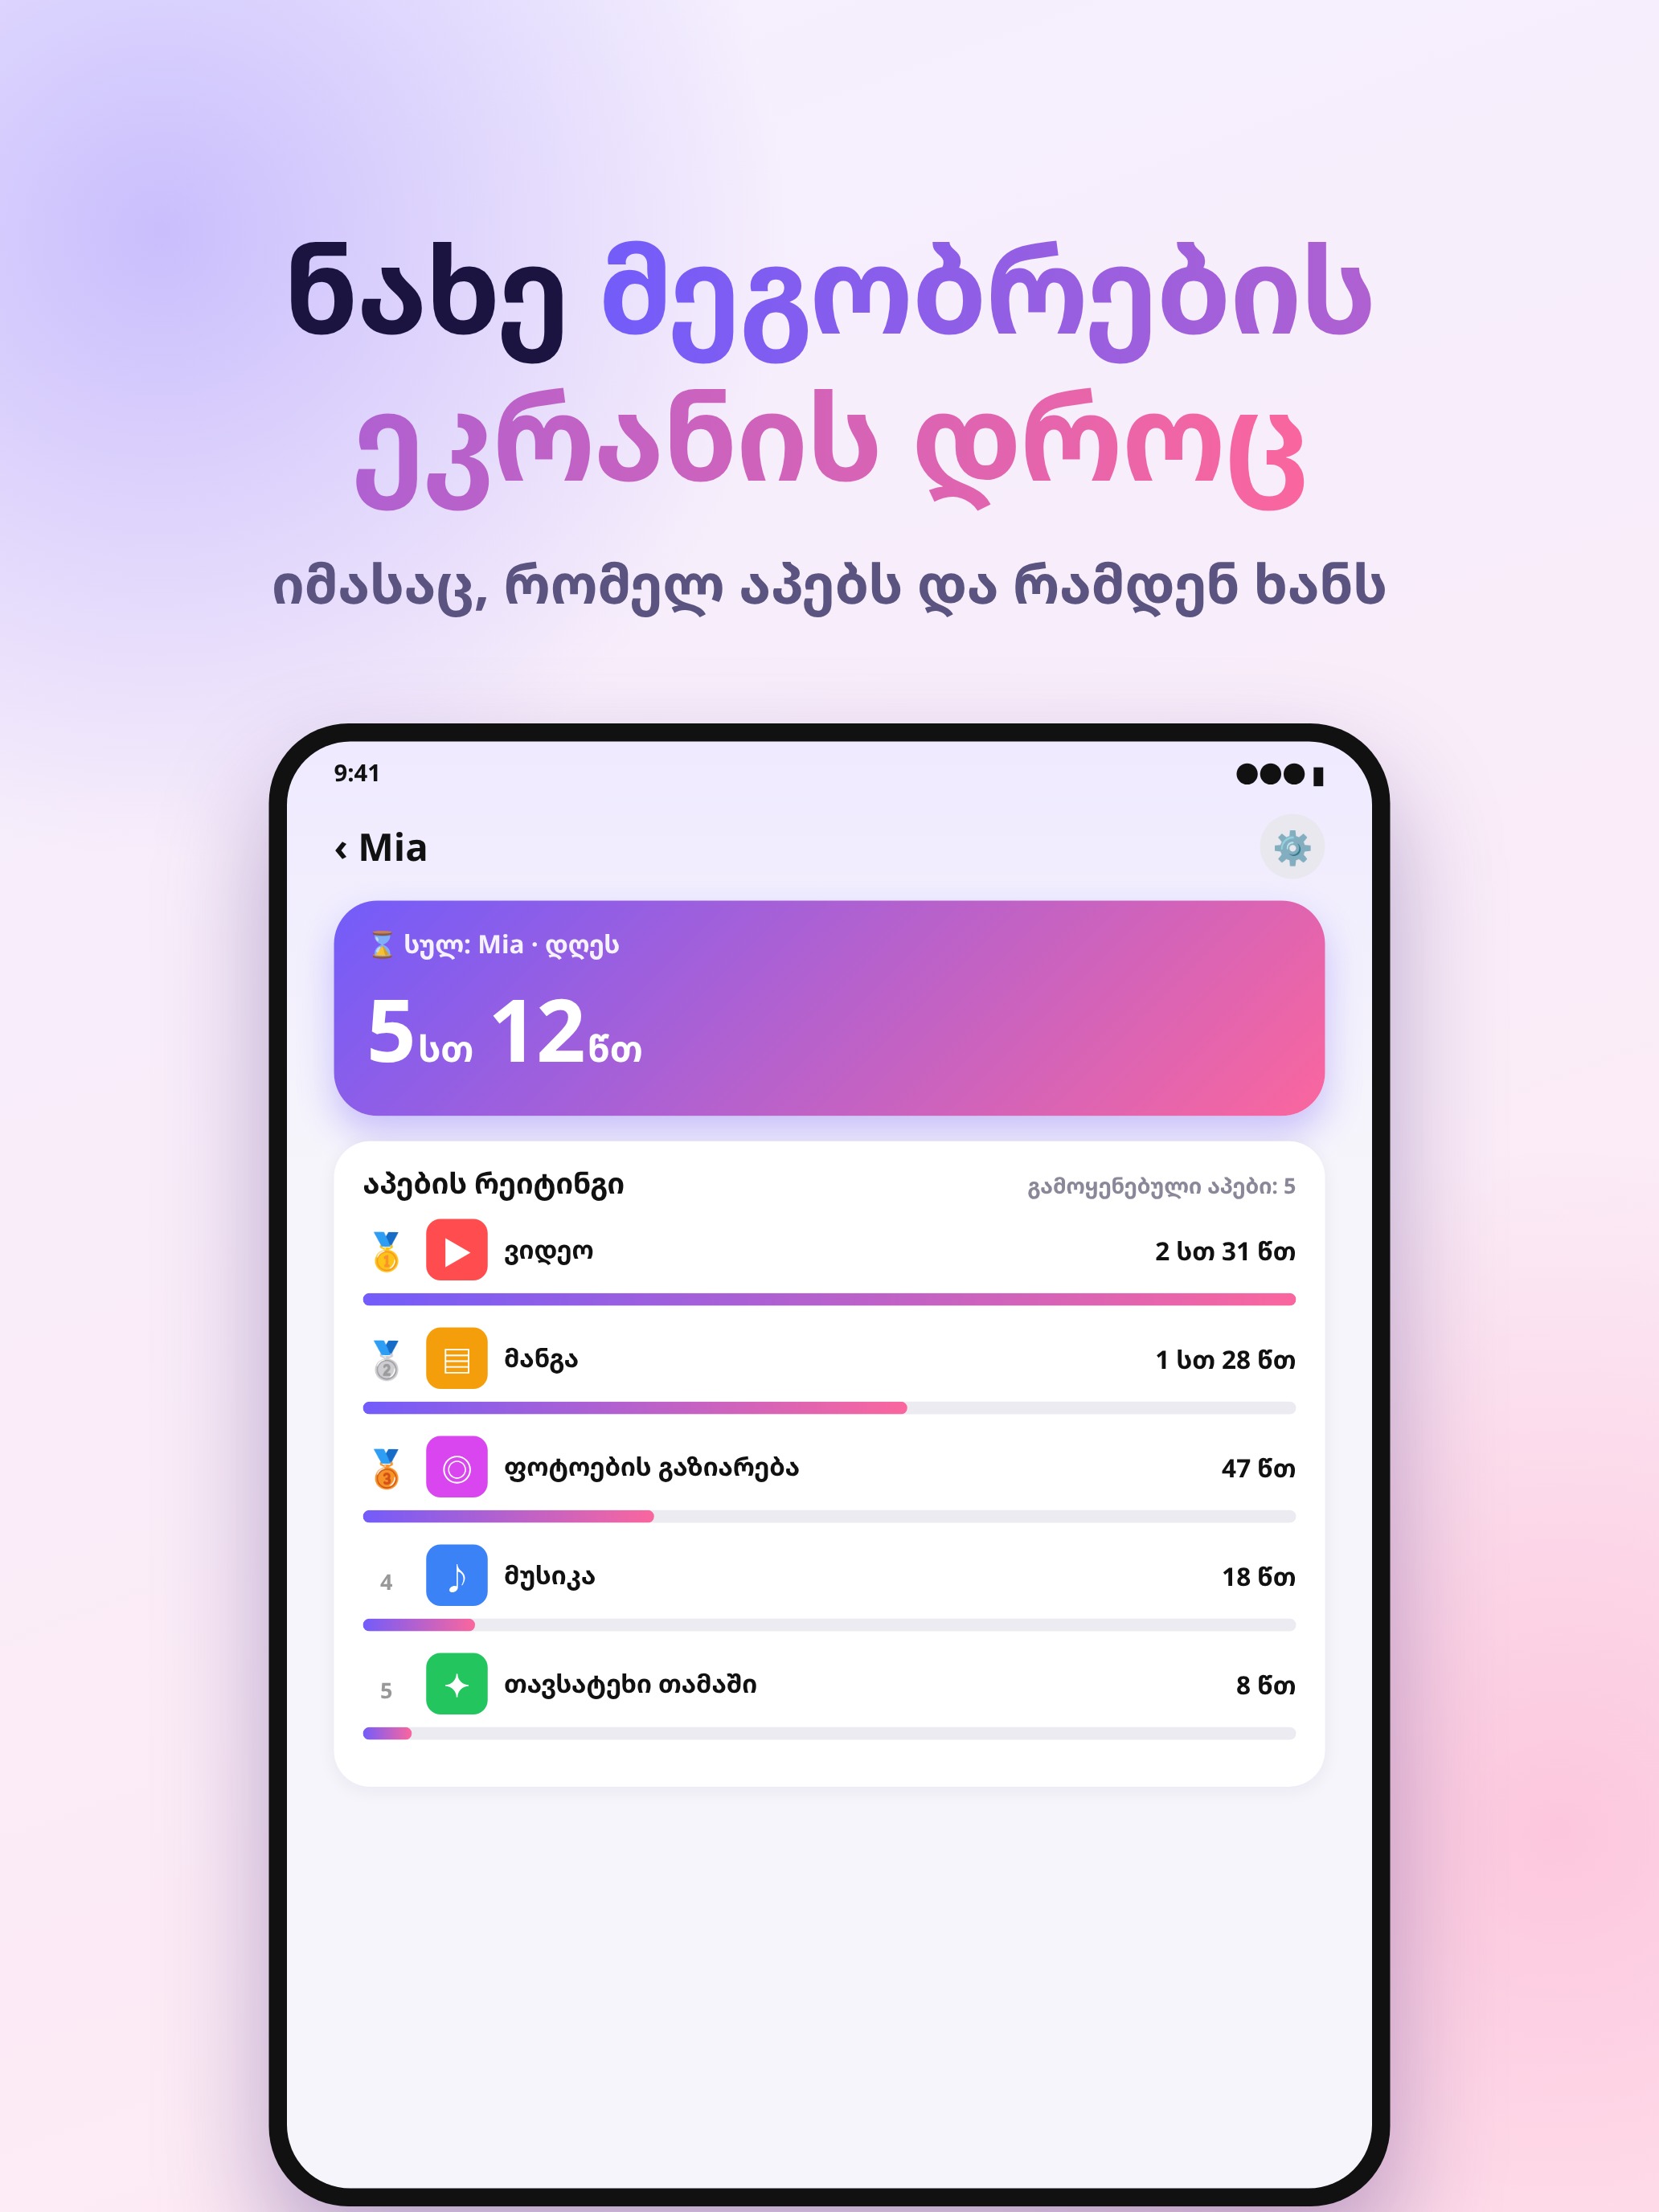 ნახე მეგობრების
ეკრანის დროც
იმასაც, რომელ აპებს და რამდენ ხანს
9:41
‹ Mia
სულ: Mia · დღეს
5სთ 12წთ
აპების რეიტინგი
გამოყენებული აპები: 5
ვიდეო
2 სთ 31 წთ
მანგა
1 სთ 28 წთ
ფოტოების გაზიარება
47 წთ
4
მუსიკა
18 წთ
5
თავსატეხი თამაში
8 წთ